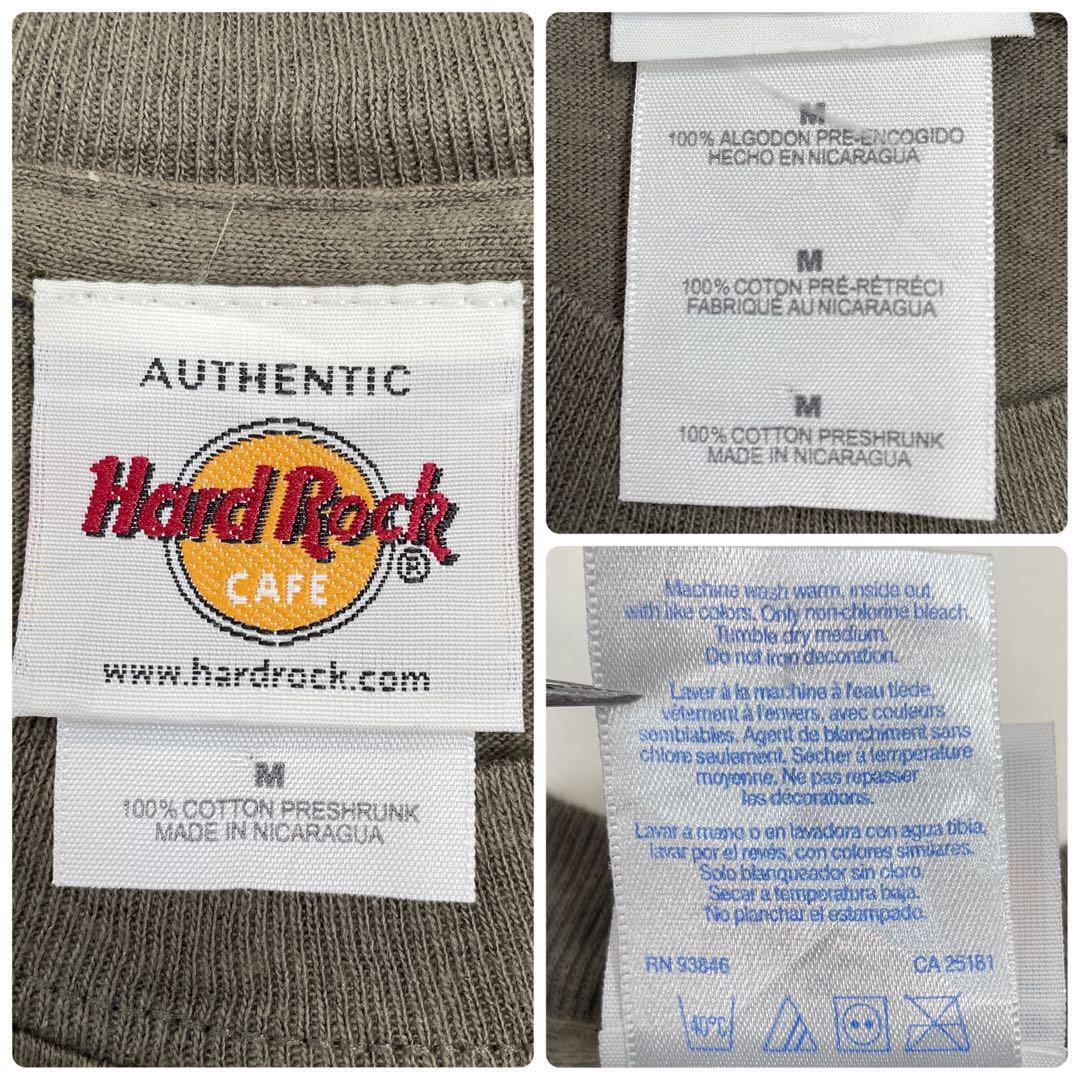 AUTHENTIC
Hard Rock
CAFE
®
www.hardrock.com
M
100% COTTON PRESHRUNK
MADE IN NICARAGUA
M
100% ALGODON PRE-ENCOGIDO
HECHO EN NICARAGUA
M
100% COTON PRÉ-RÉTRÉCI
FABRIQUÉ AU NICARAGUA
M
100% COTTON PRESHRUNK
MADE IN NICARAGUA
Machine wash warm, inside out,
with like colors. Only non-chlorine bleach.
Tumble dry medium.
Do not iron decoration.
Laver à la machine à l'eau tiède,
vêtement à l'envers, avec couleurs
semblables. Agent de blanchiment sans
chlore seulement. Sécher à température
moyenne. Ne pas repasser
les décorations.
Lavar a mano o en lavadora con agua tibia,
lavar por el revés, con colores similares.
Solo blanqueador sin cloro.
Secar a temperatura baja.
No planchar el estampado.
RN 93846 CA 25181
40°C